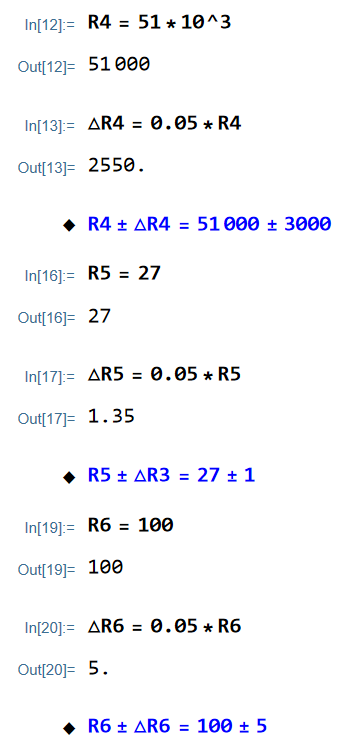 In[12]:= R4 = 51 * 10^3
Out[12]= 51 000
In[13]:= △R4 = 0.05 * R4
Out[13]= 2550.
◆ R4 ± △R4 = 51 000 ± 3000
In[16]:= R5 = 27
Out[16]= 27
In[17]:= △R5 = 0.05 * R5
Out[17]= 1.35
◆ R5 ± △R3 = 27 ± 1
In[19]:= R6 = 100
Out[19]= 100
In[20]:= △R6 = 0.05 * R6
Out[20]= 5.
◆ R6 ± △R6 = 100 ± 5